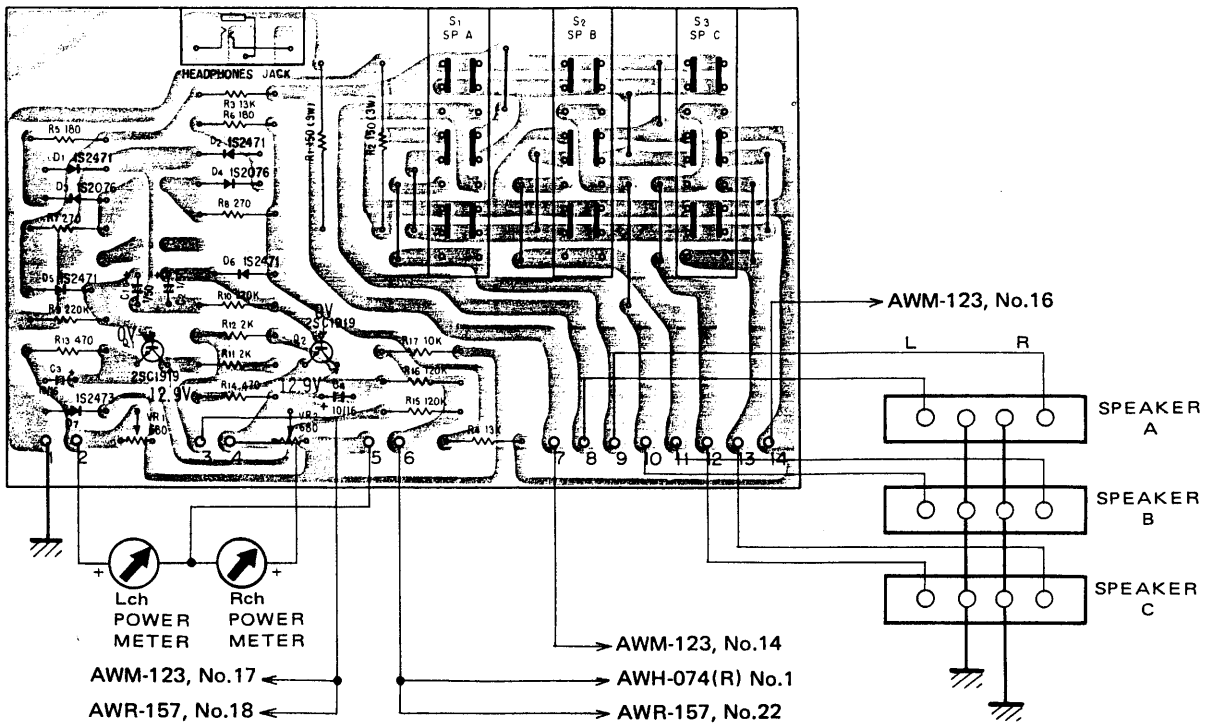 S1
SP A
S2
SP B
S3
SP C
HEADPHONES JACK
R3 13K
R6 180
R5 180
D2 1S2471
D1 1S2471
D4 1S2076
1S2076
R8 270
R7 270
R1 150 (3W)
R2 150 (3W)
D6 1S2471
D5 1S2471
R10 220K
R9 220K
0V
2SC1919
R12 2K
Q2
0V
R17 10K
R13 470
R11 2K
2SC1919
R16 120K
C3
12.9V
R14 470
12.9V
R15 120K
10/16
1S2473
D7
VR1
680
VR2
680
R4 13K
1
2
3
4
5
6
7
8
9
10
11
12
13
14
AWM-123, No.16
L
R
SPEAKER
A
SPEAKER
B
SPEAKER
C
+
Lch
POWER
METER
+
Rch
POWER
METER
AWM-123, No.17
AWR-157, No.18
AWM-123, No.14
AWH-074(R) No.1
AWR-157, No.22